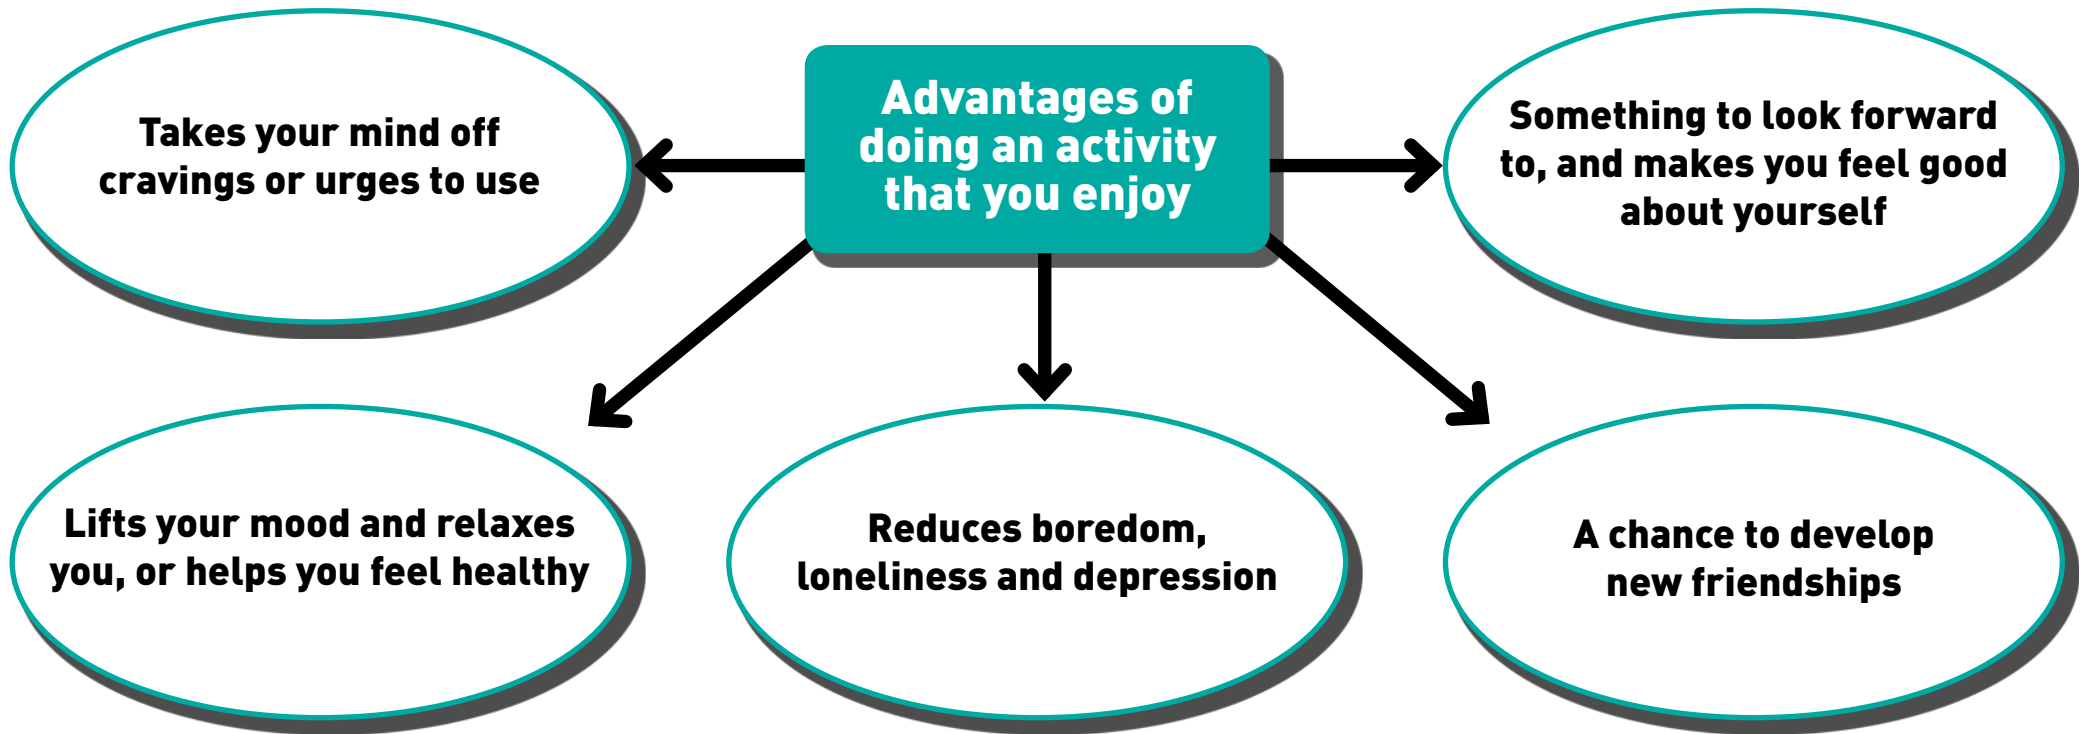 Advantages of
doing an activity
that you enjoy
Takes your mind off
cravings or urges to use
Something to look forward
to, and makes you feel good
about yourself
Lifts your mood and relaxes
you, or helps you feel healthy
Reduces boredom,
loneliness and depression
A chance to develop
new friendships